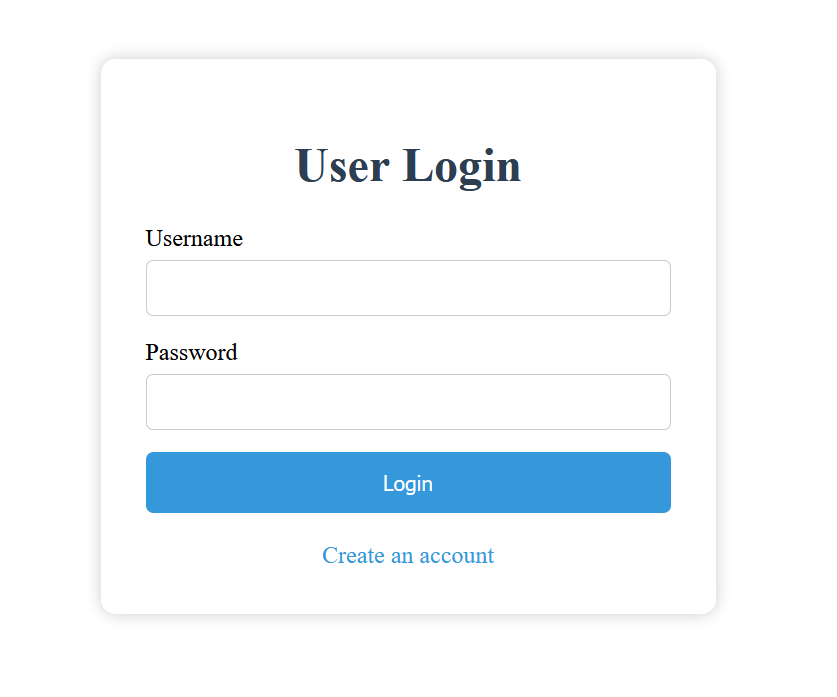 User Login
Username
Password
Login
Create an account